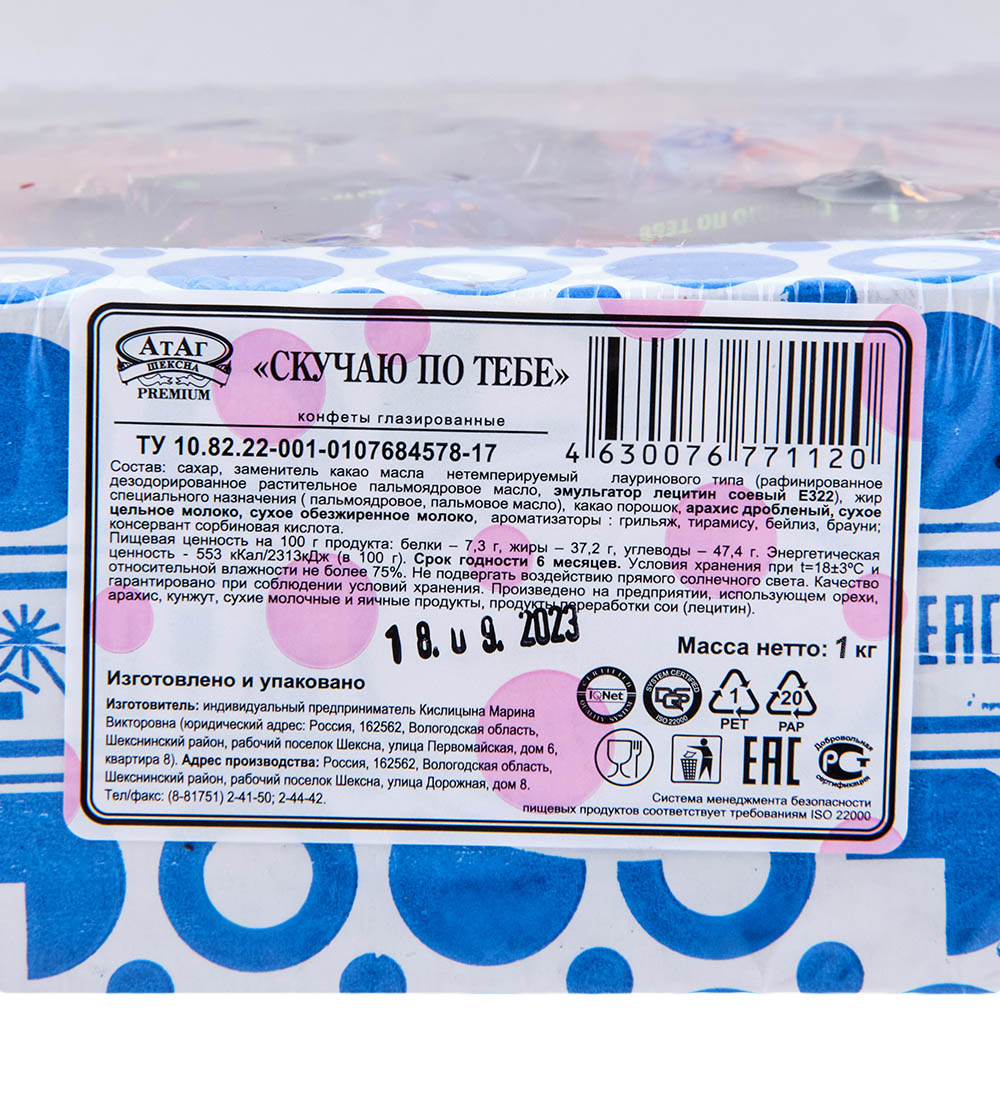 СКУЧАЮ ПО ТЕБЕ
АтАг
ШЕКСНА
PREMIUM
«СКУЧАЮ ПО ТЕБЕ»
конфеты глазированные
ТУ 10.82.22-001-0107684578-17
4 630076 771120
Состав: сахар, заменитель какао масла нетемперируемый лауринового типа (рафинированное
дезодорированное растительное пальмоядровое масло, эмульгатор лецитин соевый Е322), жир
специального назначения ( пальмоядровое, пальмовое масло), какао порошок, арахис дробленый, сухое
цельное молоко, сухое обезжиренное молоко, ароматизаторы : грильяж, тирамису, бейлиз, брауни;
консервант сорбиновая кислота.
Пищевая ценность на 100 г продукта: белки – 7,3 г, жиры – 37,2 г, углеводы – 47,4 г. Энергетическая
ценность - 553 кКал/2313кДж (в 100 г). Срок годности 6 месяцев. Условия хранения при t=18±3ºС и
относительной влажности не более 75%. Не подвергать воздействию прямого солнечного света. Качество
гарантировано при соблюдении условий хранения. Произведено на предприятии, использующем орехи,
арахис, кунжут, сухие молочные и яичные продукты, продукты переработки сои (лецитин).
18. 09. 2023
Масса нетто: 1 кг
Изготовлено и упаковано
Изготовитель: индивидуальный предприниматель Кислицына Марина
Викторовна (юридический адрес: Россия, 162562, Вологодская область,
Шекснинский район, рабочий поселок Шексна, улица Первомайская, дом 6,
квартира 8). Адрес производства: Россия, 162562, Вологодская область,
Шекснинский район, рабочий поселок Шексна, улица Дорожная, дом 8.
Тел/факс: (8-81751) 2-41-50; 2-44-42.
CERTIFIED
IQNet
QUALITY SYSTEM
SYSTEM CERTIFIED
DQS
ISO 22000
1
PET
20
PAP
EAC
Добровольная
РСТ
сертификация
Система менеджмента безопасности
пищевых продуктов соответствует требованиям ISO 22000
EAC